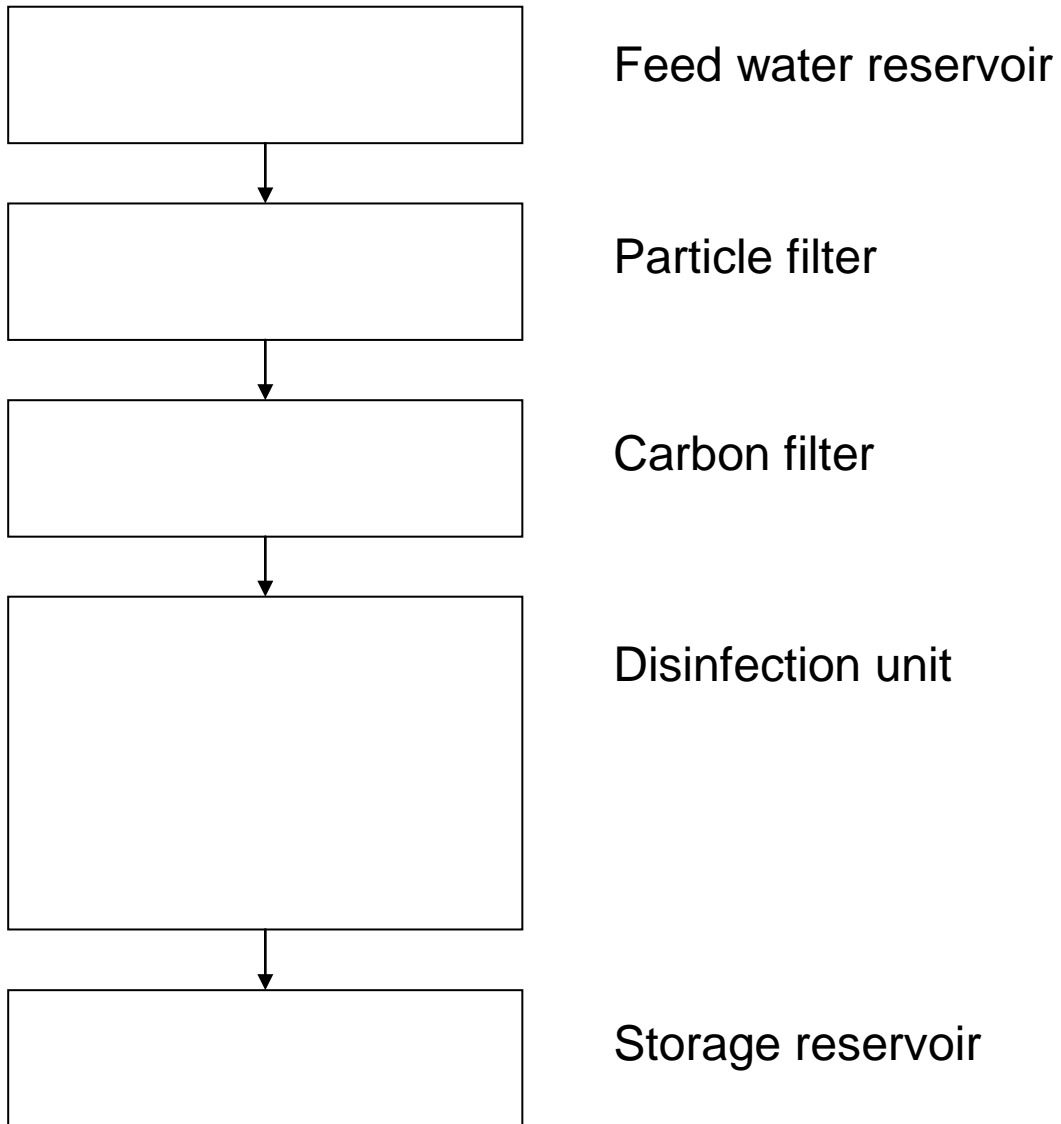 Feed water reservoir
Particle filter
Carbon filter
Disinfection unit
Storage reservoir